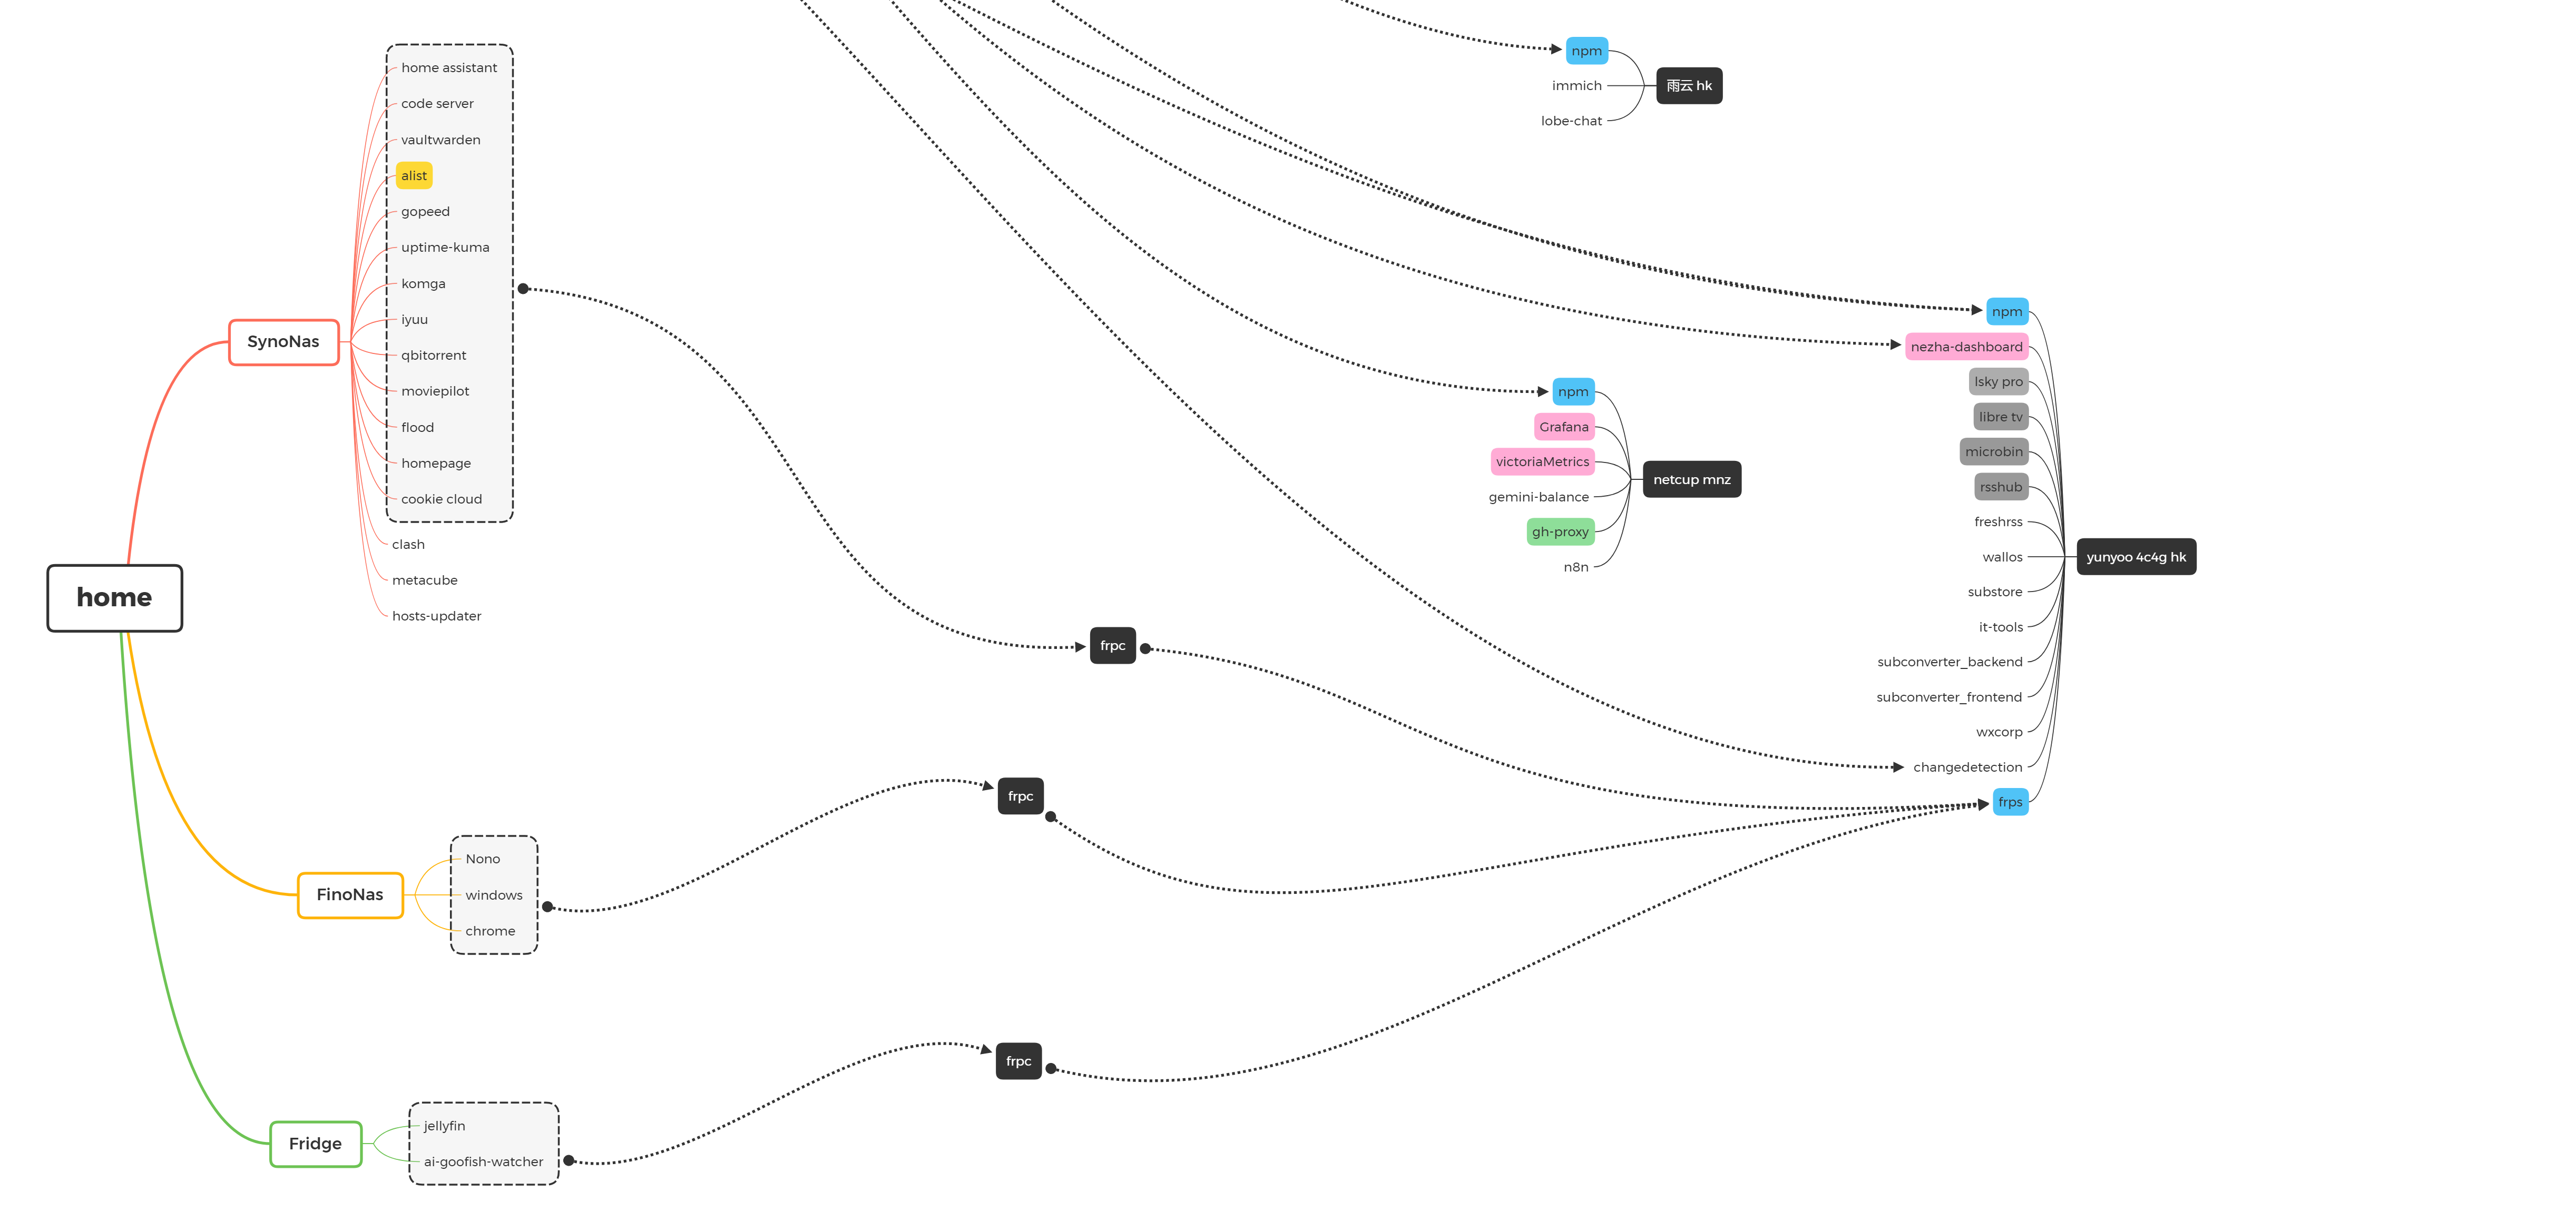 home
SynoNas
home assistant
code server
vaultwarden
alist
gopeed
uptime-kuma
komga
iyuu
qbitorrent
moviepilot
flood
homepage
cookie cloud
clash
metacube
hosts-updater
FinoNas
Nono
windows
chrome
Fridge
jellyfin
ai-goofish-watcher
frpc
frpc
frpc
npm
immich
lobe-chat
雨云 hk
npm
Grafana
victoriaMetrics
gemini-balance
gh-proxy
n8n
netcup mnz
npm
nezha-dashboard
lsky pro
libre tv
microbin
rsshub
freshrss
wallos
substore
it-tools
subconverter_backend
subconverter_frontend
wxcorp
changedetection
frps
yunyoo 4c4g hk